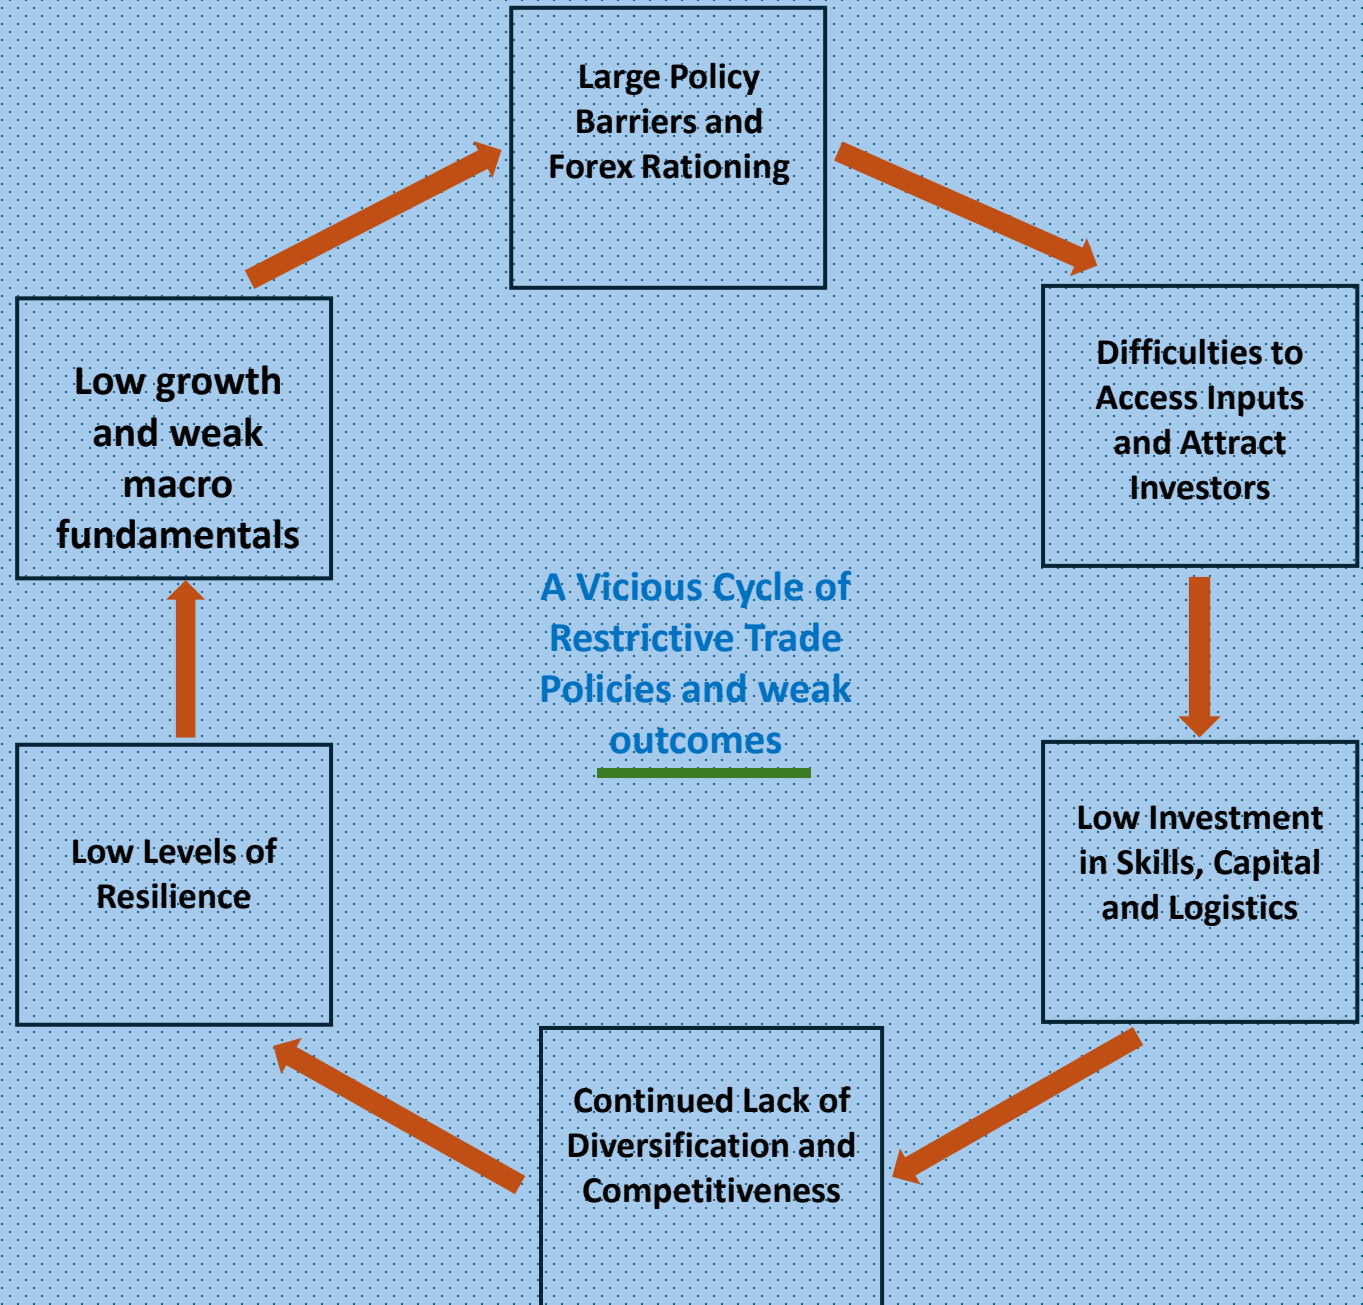 Large Policy
Barriers and
Forex Rationing
Difficulties to
Access Inputs
and Attract
Investors
Low Investment
in Skills, Capital
and Logistics
Continued Lack of
Diversification and
Competitiveness
Low Levels of
Resilience
Low growth
and weak
macro
fundamentals
A Vicious Cycle of
Restrictive Trade
Policies and weak
outcomes